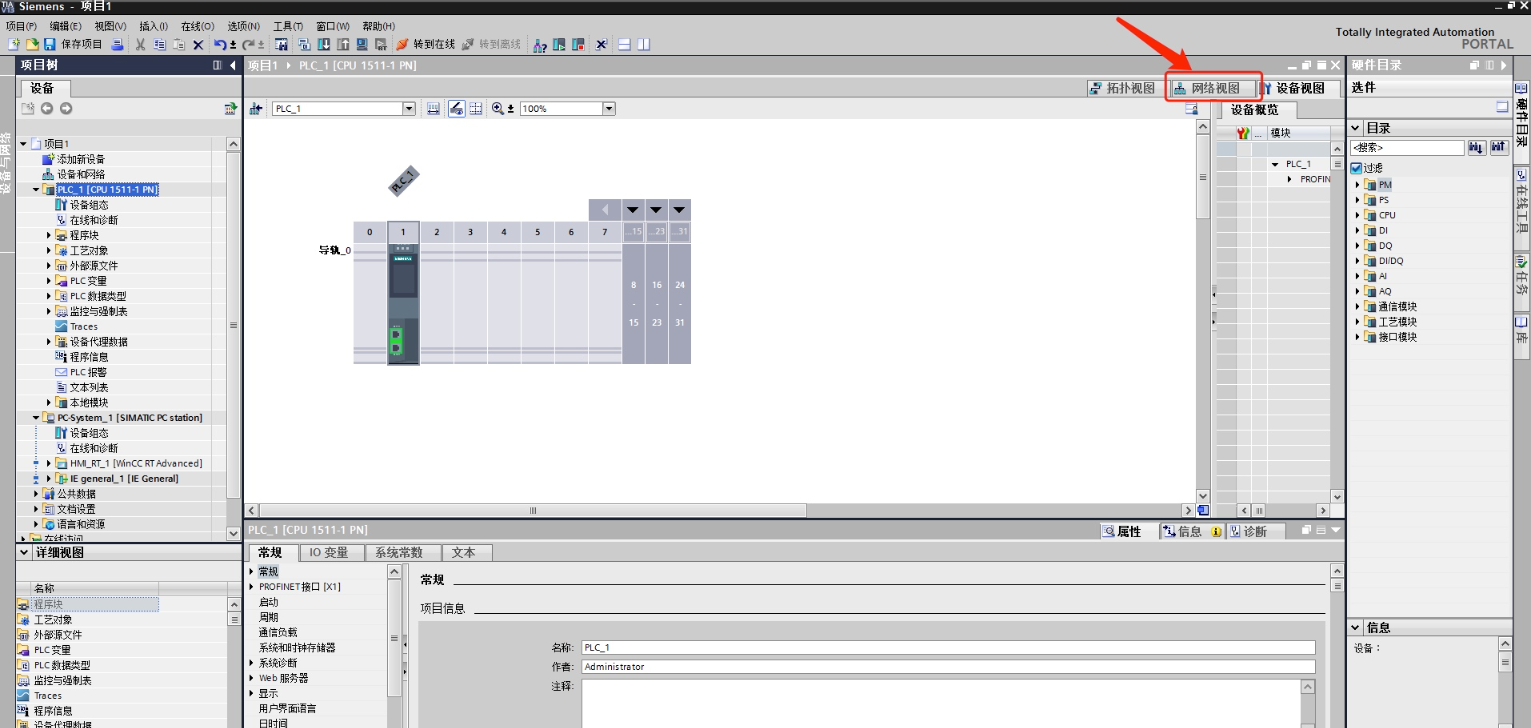 Siemens - 项目1
项目(P) 编辑(E) 视图(V) 插入(I) 在线(O) 选项(N) 工具(T) 窗口(W) 帮助(H)
保存项目 转到在线 转到离线
Totally Integrated Automation
PORTAL
项目树
设备
设备与网络
项目1
添加新设备
设备和网络
PLC_1 [CPU 1511-1 PN]
设备组态
在线和诊断
程序块
工艺对象
外部源文件
PLC 变量
PLC 数据类型
监控与强制表
Traces
设备代理数据
程序信息
PLC 报警
文本列表
本地模块
PC-System_1 [SIMATIC PC station]
设备组态
在线和诊断
HMI_RT_1 [WinCC RT Advanced]
IE general_1 [IE General]
公共数据
文档设置
语言和资源
在线访问
详细视图
名称
程序块
工艺对象
外部源文件
PLC 变量
PLC 数据类型
监控与强制表
Traces
程序信息
设备代理数据
项目1 PLC_1 [CPU 1511-1 PN]
拓扑视图 网络视图 设备视图
PLC_1 100%
PLC_1
0 1 2 3 4 5 6 7 ...15 ...23 ...31
导轨_0
SIEMENS
8 16 24
- - -
15 23 31
设备概览
... 模块
PLC_1
PROFIN
PLC_1 [CPU 1511-1 PN]
属性 信息 诊断
常规 IO 变量 系统常数 文本
常规
PROFINET接口 [X1]
启动
周期
通信负载
系统和时钟存储器
系统诊断
Web 服务器
显示
用户界面语言
日时间
常规
项目信息
名称: PLC_1
作者: Administrator
注释:
硬件目录
选件
目录
<搜索>
过滤
PM
PS
CPU
DI
DQ
DI/DQ
AI
AQ
通信模块
工艺模块
接口模块
信息
设备：
硬件目录
在线工具
任务
库